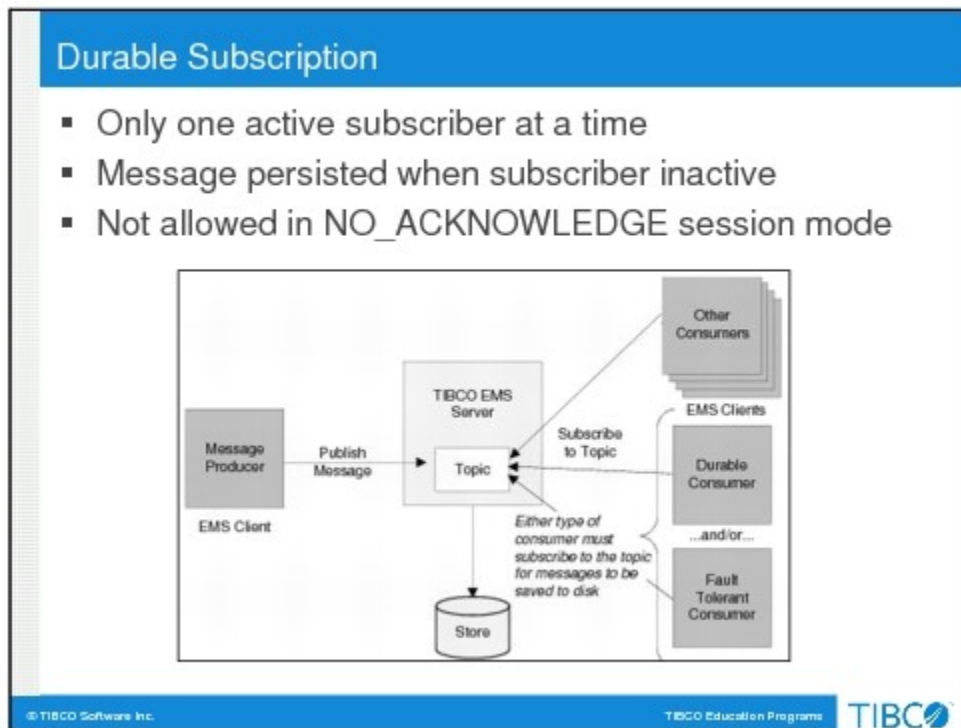 Durable Subscription
▪ Only one active subscriber at a time
▪ Message persisted when subscriber inactive
▪ Not allowed in NO_ACKNOWLEDGE session mode
Other
Consumers
EMS Clients
TIBCO EMS
Server
Topic
Message
Producer
EMS Client
Publish
Message
Subscribe
to Topic
Durable
Consumer
...and/or...
Either type of
consumer must
subscribe to the topic
for messages to be
saved to disk
Fault
Tolerant
Consumer
Store
© TIBCO Software Inc.
TIBCO Education Programs
TIBCO